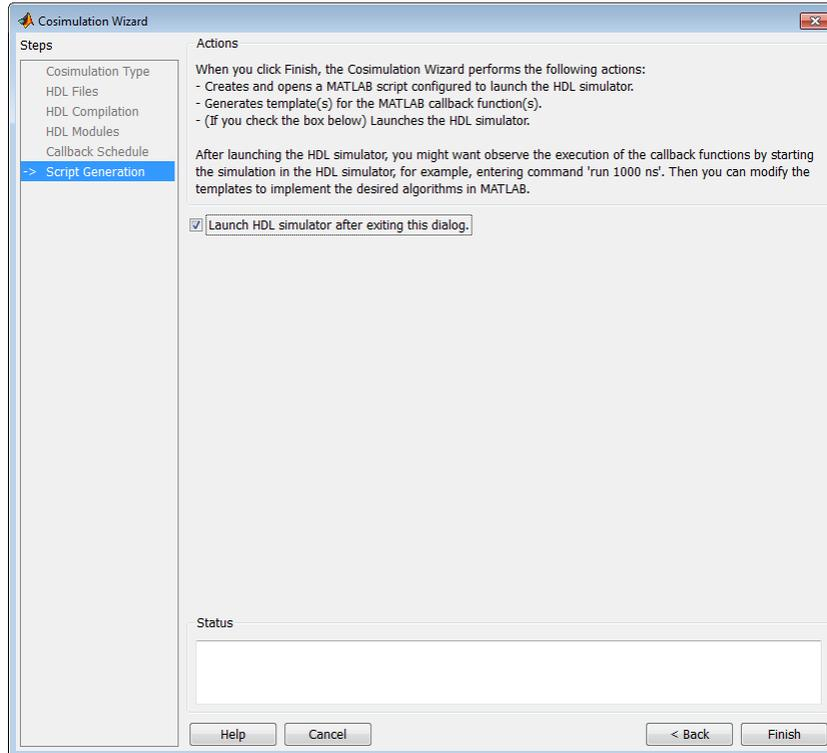 Cosimulation Wizard
Steps
Cosimulation Type
HDL Files
HDL Compilation
HDL Modules
Callback Schedule
-> Script Generation
Actions
When you click Finish, the Cosimulation Wizard performs the following actions:
- Creates and opens a MATLAB script configured to launch the HDL simulator.
- Generates template(s) for the MATLAB callback function(s).
- (If you check the box below) Launches the HDL simulator.
After launching the HDL simulator, you might want observe the execution of the callback functions by starting
the simulation in the HDL simulator, for example, entering command 'run 1000 ns'. Then you can modify the
templates to implement the desired algorithms in MATLAB.
Launch HDL simulator after exiting this dialog.
Status
Help
Cancel
< Back
Finish